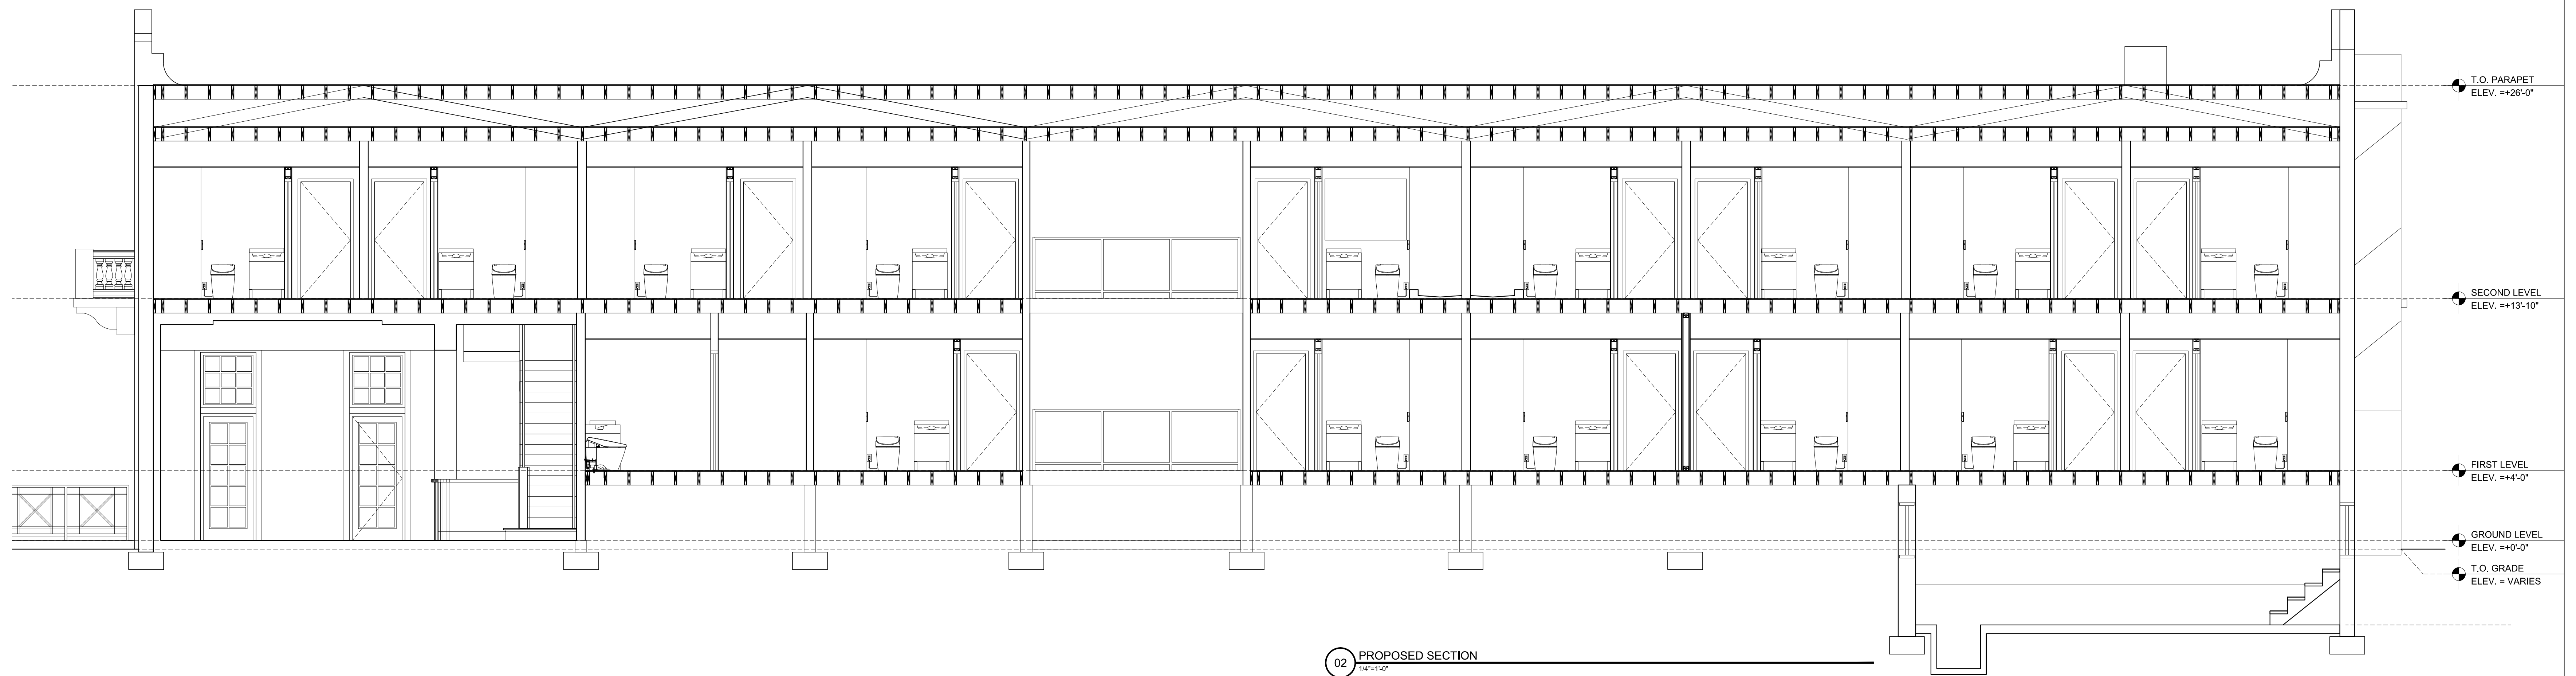 T.O. PARAPET
ELEV. =+26'-0"
SECOND LEVEL
ELEV. =+13'-10"
FIRST LEVEL
ELEV. =+4'-0"
GROUND LEVEL
ELEV. =+0'-0"
T.O. GRADE
ELEV. = VARIES
02 PROPOSED SECTION
1/4"=1'-0"